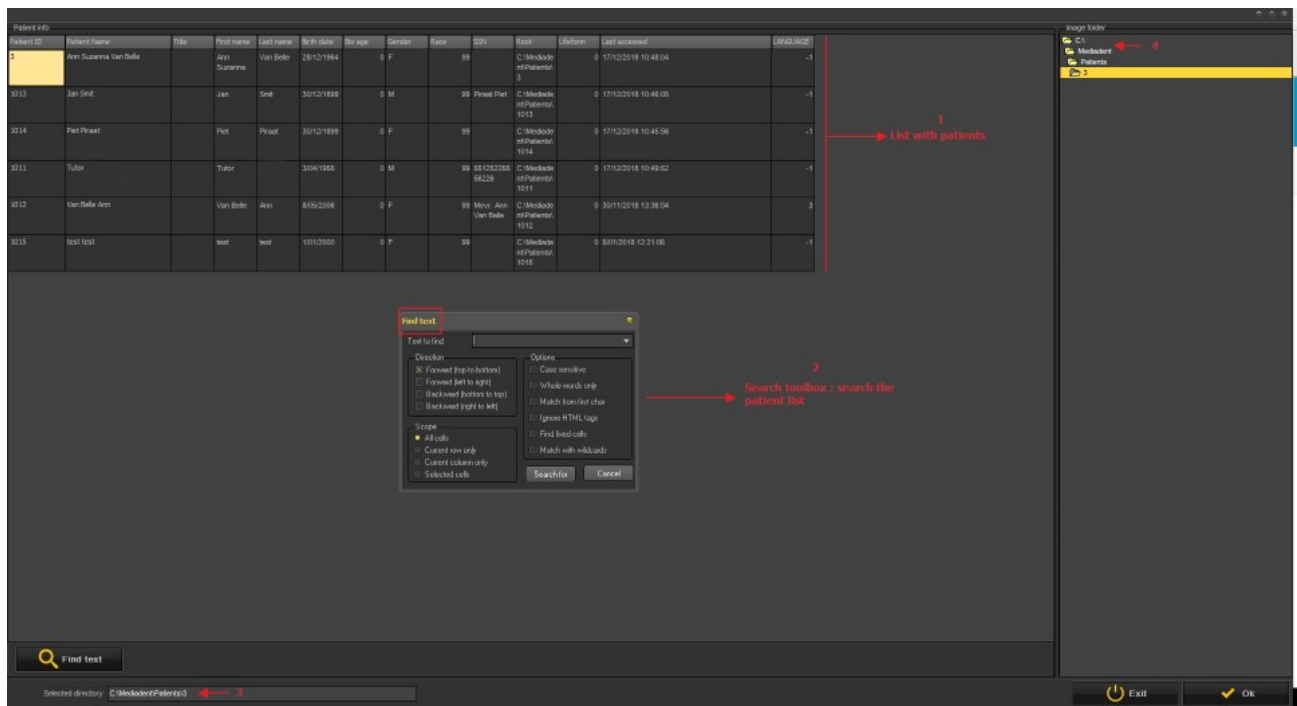 Patient info
Image folder
Patient ID Patient Name Title First name Last name Birth date Bio age Gender Race SSN Root Lifeform Last accessed LANGUAGE
3 Ann Suzanna Van Belle Ann Suzanna Van Belle 28/12/1964 0 F 99 C:\Mediadent\Patients\3 0 17/12/2018 10:48:04 -1
1013 Jan Smit Jan Smit 30/12/1899 0 M 99 Piraat Piet C:\Mediadent\Patients\1013 0 17/12/2018 10:46:05 -1
1014 Piet Piraat Piet Piraat 30/12/1899 0 F 99 C:\Mediadent\Patients\1014 0 17/12/2018 10:45:56 -1
1011 Tutor Tutor 0 M 99 C:\Mediadent\Patients\1011 0 17/12/2018 10:49:52 -1
1012 Van Belle Ann Van Belle Ann 8/05/2006 0 F 99 Mevr. Ann Van Belle C:\Mediadent\Patients\1012 0 30/11/2018 13:36:04 3
1015 test test test test 1/01/2000 0 F 99 C:\Mediadent\Patients\1015 0 12:21:06 -1
C:\
Mediadent
4
Patients
3
1
List with patients
Find text
Text to find
Direction
Forward (top to bottom)
Forward (left to right)
Backward (bottom to top)
Backward (right to left)
Scope
All cells
Current row only
Current column only
Selected cells
Options
Case sensitive
Whole words only
Match from first char
Ignore HTML tags
Find fixed cells
Match with wildcards
Search for Cancel
2
Search toolbox : search the
patient list
Find text
Selected directory C:\Mediadent\Patients\3
3
Exit Ok